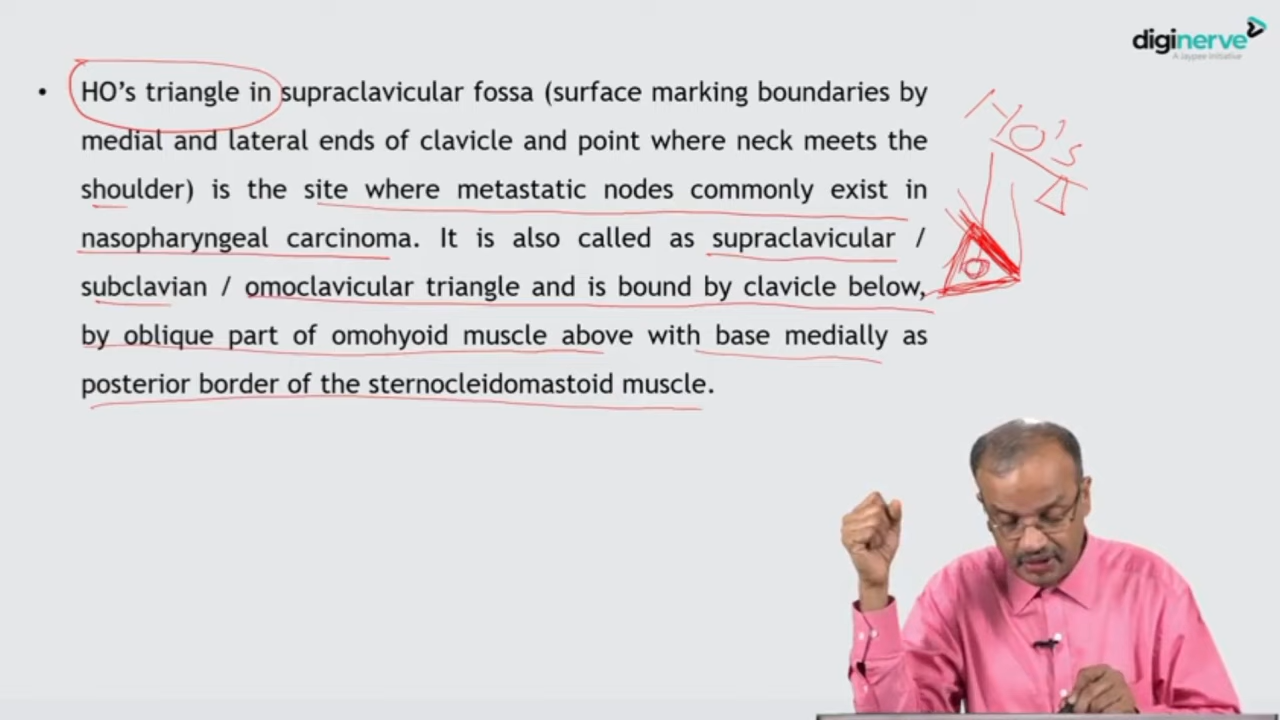 diginerve
A Jaypee Initiative
• HO's triangle in supraclavicular fossa (surface marking boundaries by
medial and lateral ends of clavicle and point where neck meets the
shoulder) is the site where metastatic nodes commonly exist in
nasopharyngeal carcinoma. It is also called as supraclavicular /
subclavian / omoclavicular triangle and is bound by clavicle below,
by oblique part of omohyoid muscle above with base medially as
posterior border of the sternocleidomastoid muscle.
HO's